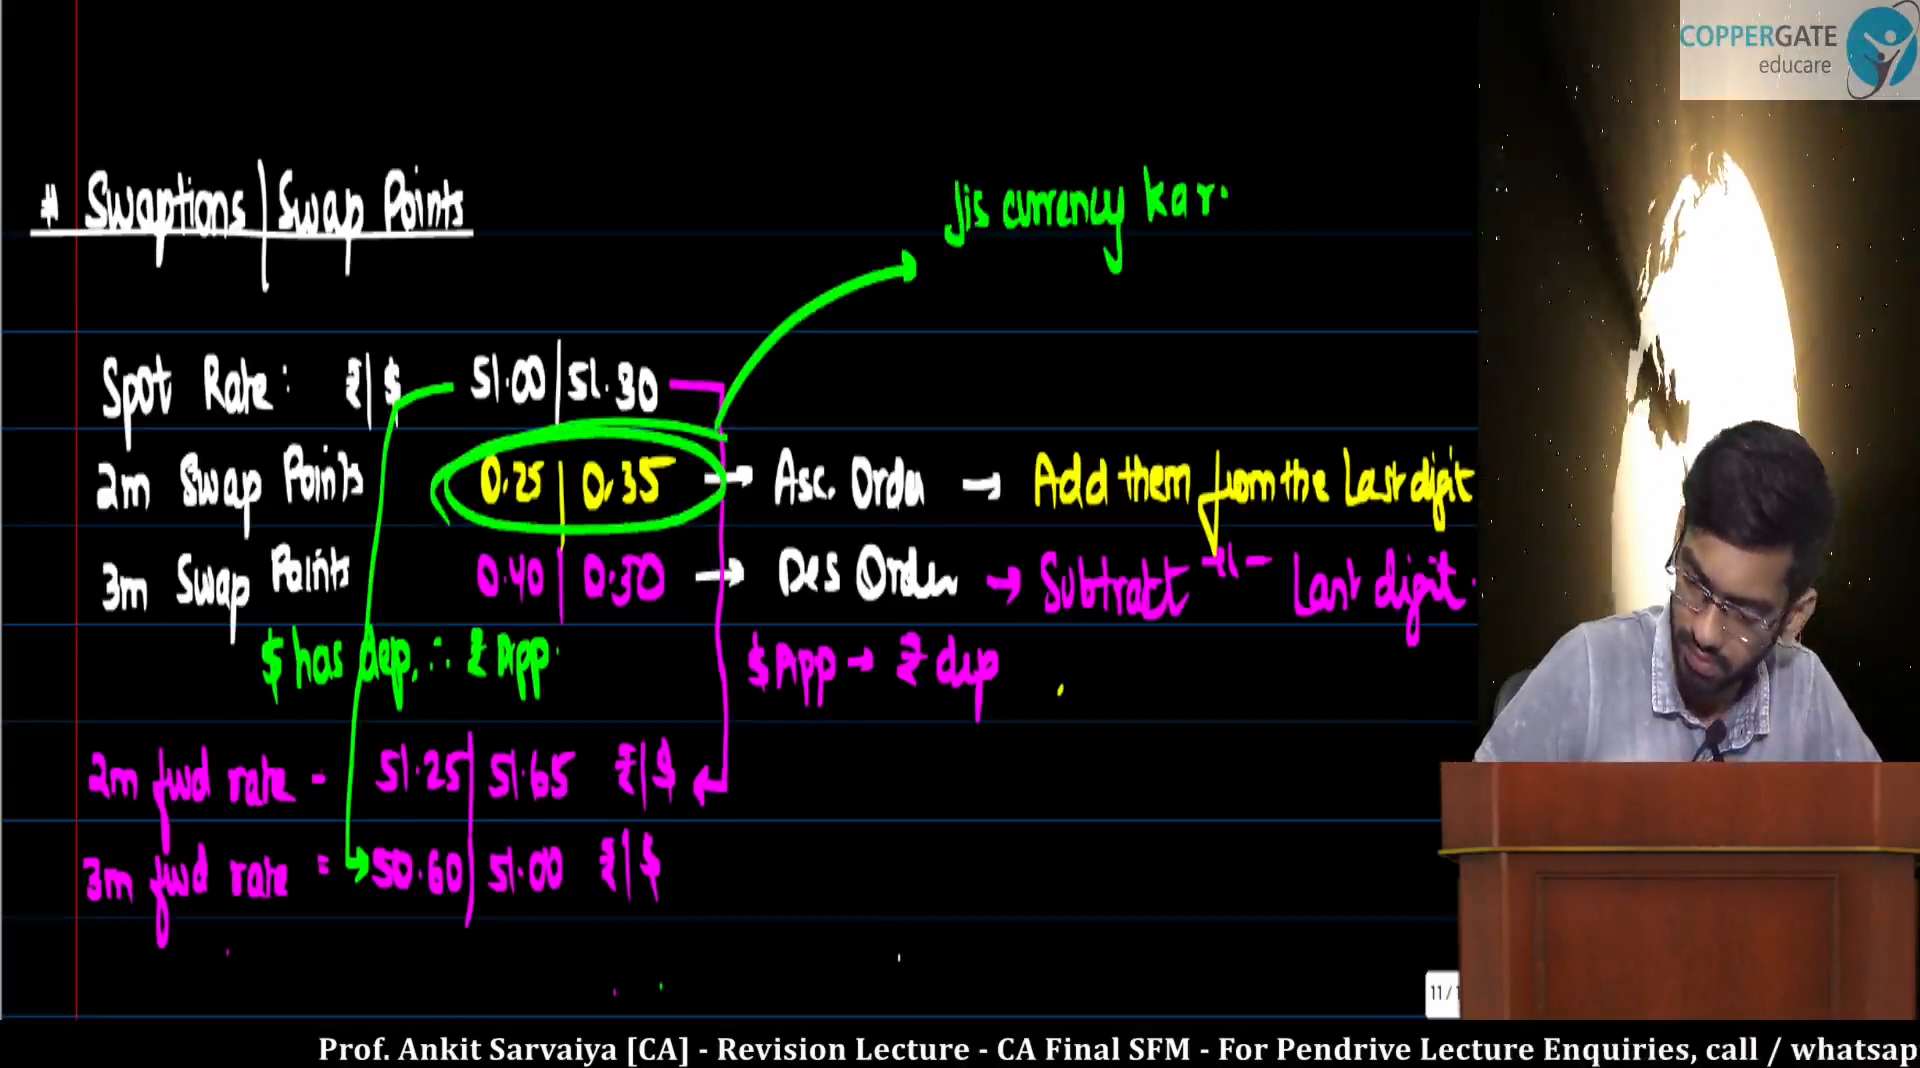 COPPERGATE
educare
# Swaptions | Swap Points
Jis currency ka r.
Spot Rate: ₹|$ 51.00 | 51.30
2m Swap Points 0.25 | 0.35 → Asc. Order → Add them from the Last digit
3m Swap Points 0.40 | 0.30 → Des Order → Subtract -"- Last digit.
$ has dep. ∴ ₹ App. $ App → ₹ dep
2m fwd rate - 51.25 | 51.65 ₹|$
3m fwd rate = 50.60 | 51.00 ₹|$
11/1
Prof. Ankit Sarvaiya [CA] - Revision Lecture - CA Final SFM - For Pendrive Lecture Enquiries, call / whatsap